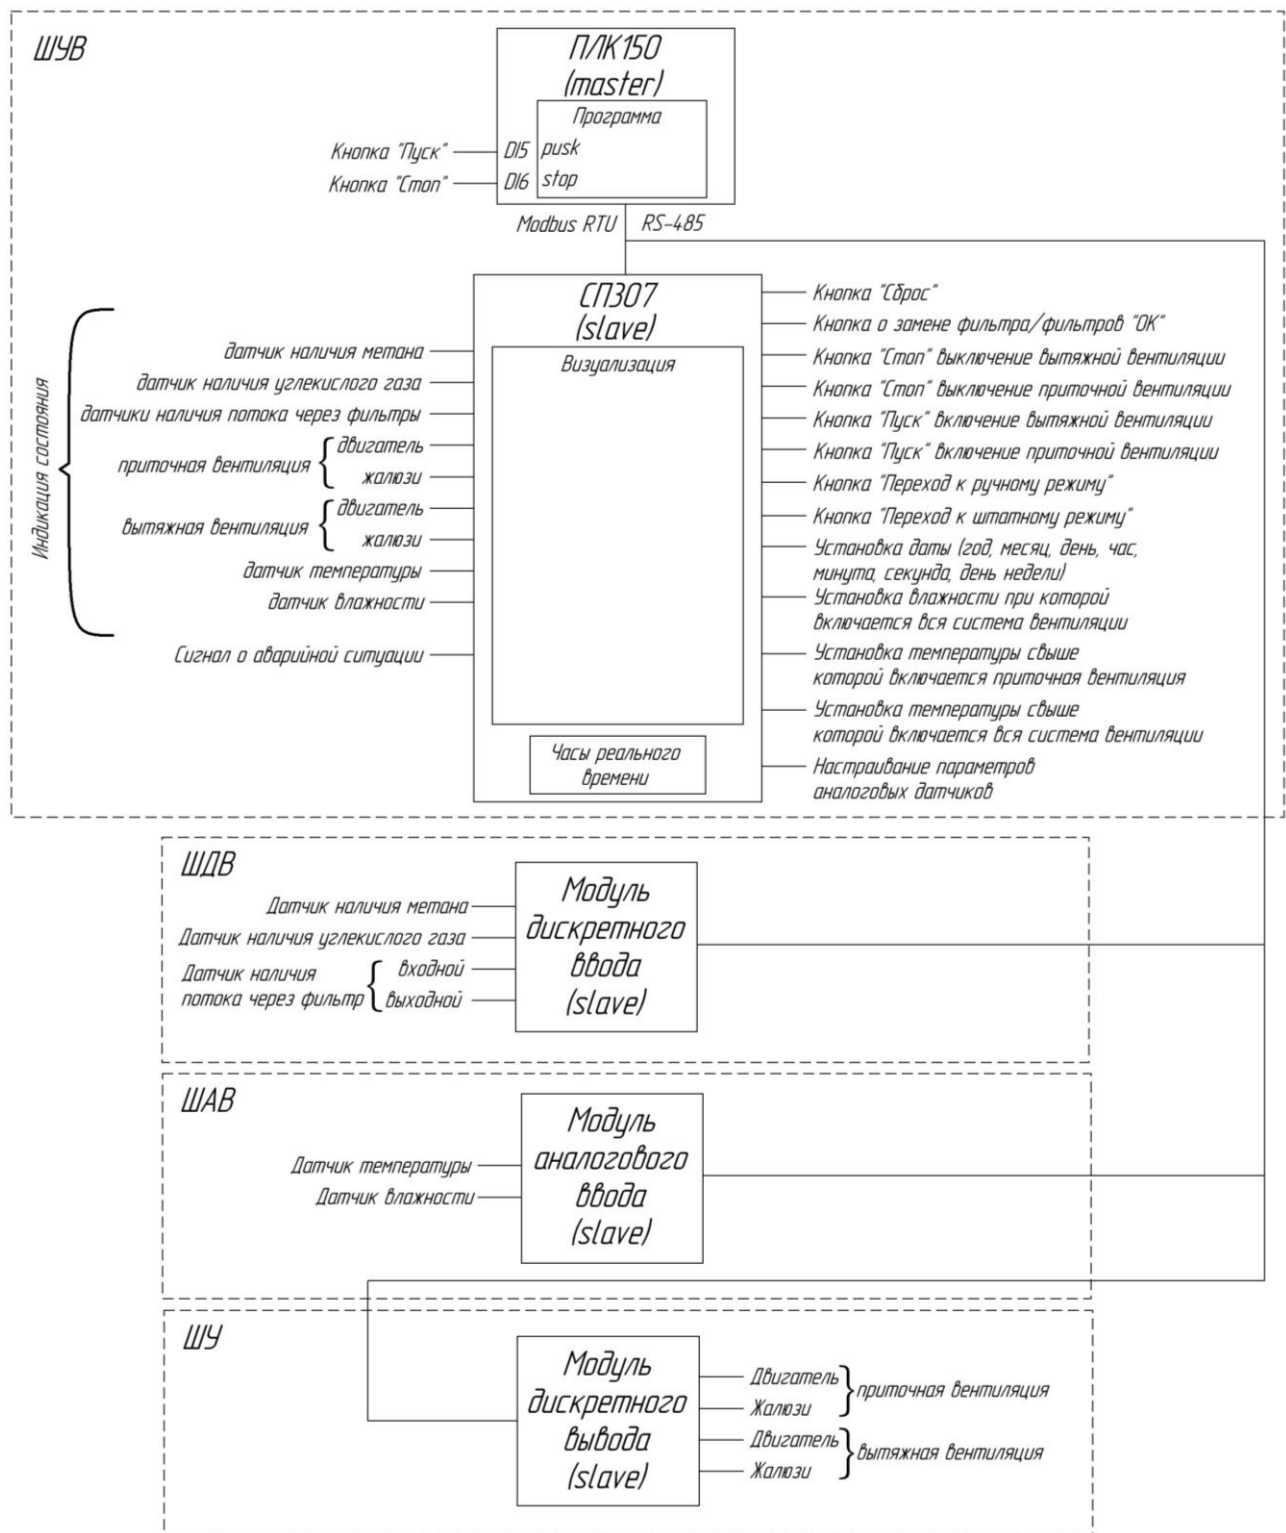 ШУВ
ПЛК150
(master)
Программа
Кнопка "Пуск"
DI5
pusk
Кнопка "Стоп"
DI6
stop
Modbus RTU
RS-485
СП307
(slave)
Визуализация
Часы реального
времени
Индикация состояния
датчик наличия метана
датчик наличия углекислого газа
датчики наличия потока через фильтры
приточная вентиляция
двигатель
жалюзи
вытяжная вентиляция
двигатель
жалюзи
датчик температуры
датчик влажности
Сигнал о аварийной ситуации
Кнопка "Сброс"
Кнопка о замене фильтра/фильтров "ОК"
Кнопка "Стоп" выключение вытяжной вентиляции
Кнопка "Стоп" выключение приточной вентиляции
Кнопка "Пуск" включение вытяжной вентиляции
Кнопка "Пуск" включение приточной вентиляции
Кнопка "Переход к ручному режиму"
Кнопка "Переход к штатному режиму"
Установка даты (год, месяц, день, час,
минута, секунда, день недели)
Установка влажности при которой
включается вся система вентиляции
Установка температуры свыше
которой включается приточная вентиляция
Установка температуры свыше
которой включается вся система вентиляции
Настраивание параметров
аналоговых датчиков
ШДВ
Датчик наличия метана
Датчик наличия углекислого газа
Датчик наличия
потока через фильтр
входной
выходной
Модуль
дискретного
ввода
(slave)
ШАВ
Датчик температуры
Датчик влажности
Модуль
аналогового
ввода
(slave)
ШУ
Модуль
дискретного
вывода
(slave)
Двигатель
Жалюзи
приточная вентиляция
Двигатель
Жалюзи
вытяжная вентиляция